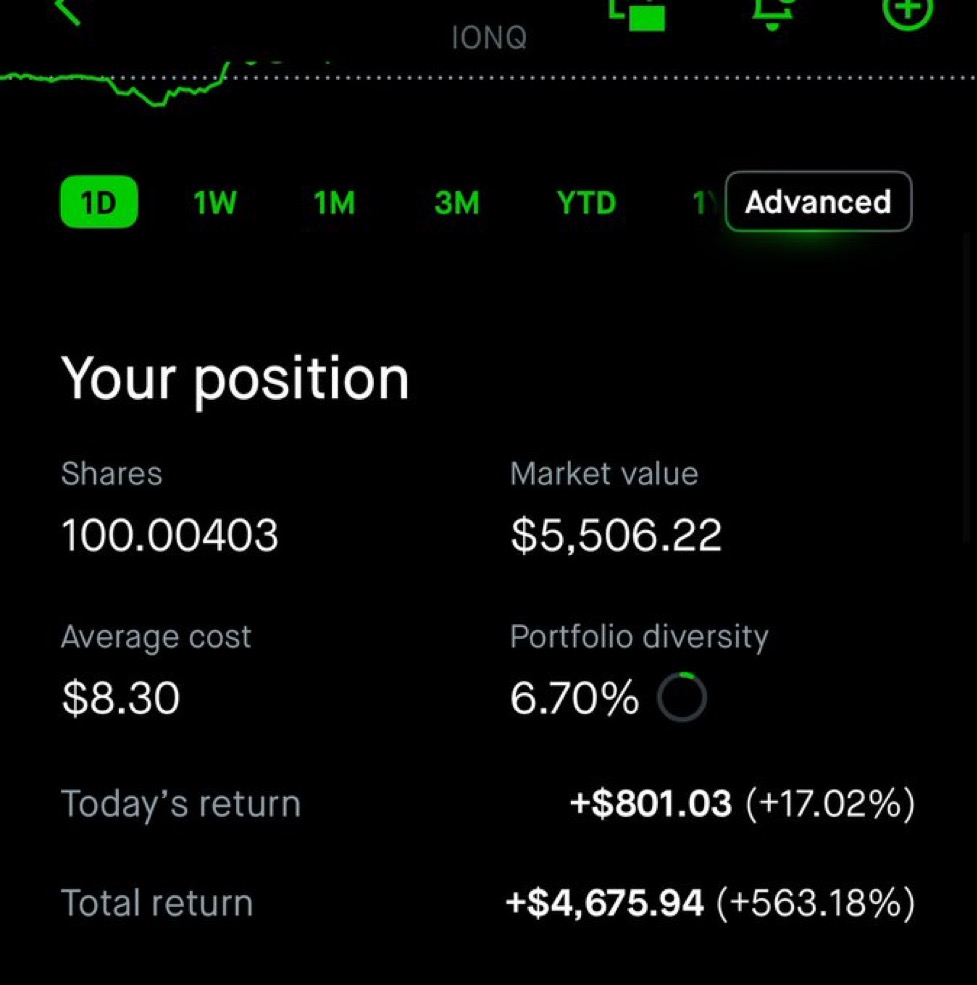 IONQ
1D 1W 1M 3M YTD Advanced
Your position
Shares Market value
100.00403 $5,506.22
Average cost Portfolio diversity
$8.30 6.70%
Today's return +$801.03 (+17.02%)
Total return +$4,675.94 (+563.18%)